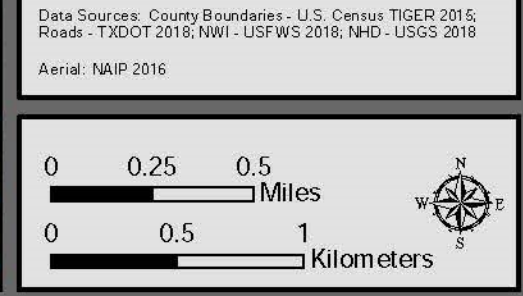 Data Sources: County Boundaries - U.S. Census TIGER 2015;
Roads - TXDOT 2018; NWI - USFWS 2018; NHD - USGS 2018
Aerial: NAIP 2016
0 0.25 0.5
Miles
0 0.5 1
Kilometers
N
W E
S